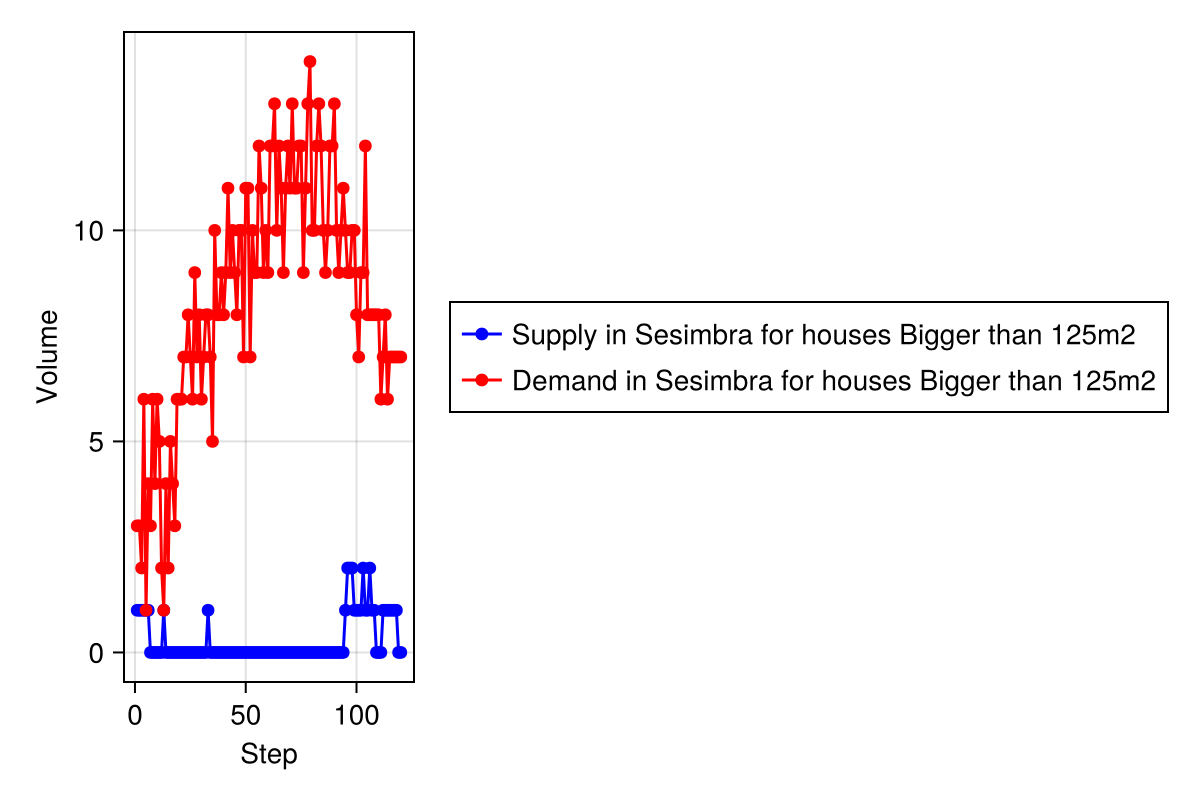 Volume
10
5
0
0 50 100
Step
Supply in Sesimbra for houses Bigger than 125m2
Demand in Sesimbra for houses Bigger than 125m2